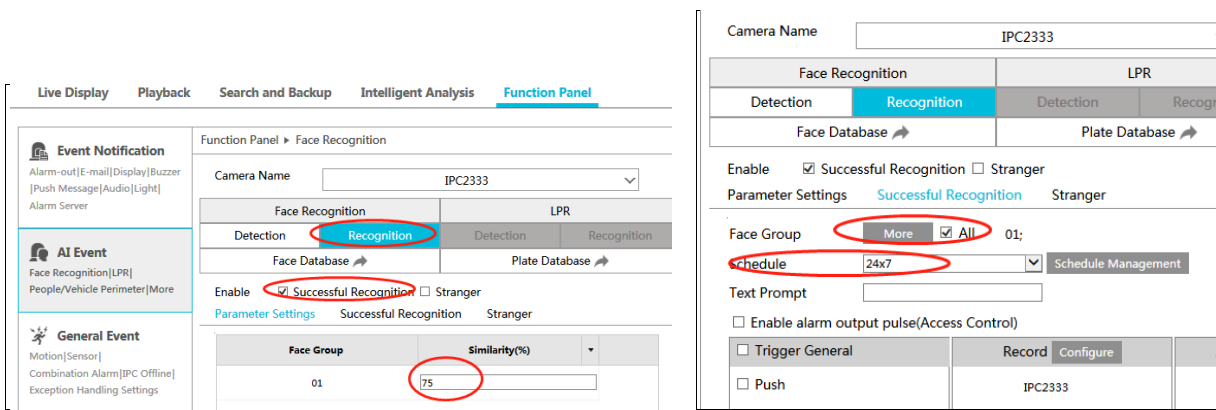 Live Display Playback Search and Backup Intelligent Analysis Function Panel
Event Notification
Alarm-out|E-mail|Display|Buzzer
|Push Message|Audio|Light|
Alarm Server
AI Event
Face Recognition|LPR|
People/Vehicle Perimeter|More
General Event
Motion|Sensor|
Combination Alarm|IPC Offline|
Exception Handling Settings
Function Panel ▸ Face Recognition
Camera Name IPC2333
Face Recognition LPR
Detection Recognition Detection Recognition
Face Database Plate Database
Enable Successful Recognition Stranger
Parameter Settings Successful Recognition Stranger
Face Group Similarity(%)
01 75
Camera Name IPC2333
Face Recognition LPR
Detection Recognition Detection Recogn
Face Database Plate Database
Enable Successful Recognition Stranger
Parameter Settings Successful Recognition Stranger
Face Group More All 01;
Schedule 24x7 Schedule Management
Text Prompt
Enable alarm output pulse(Access Control)
Trigger General Record Configure
Push IPC2333